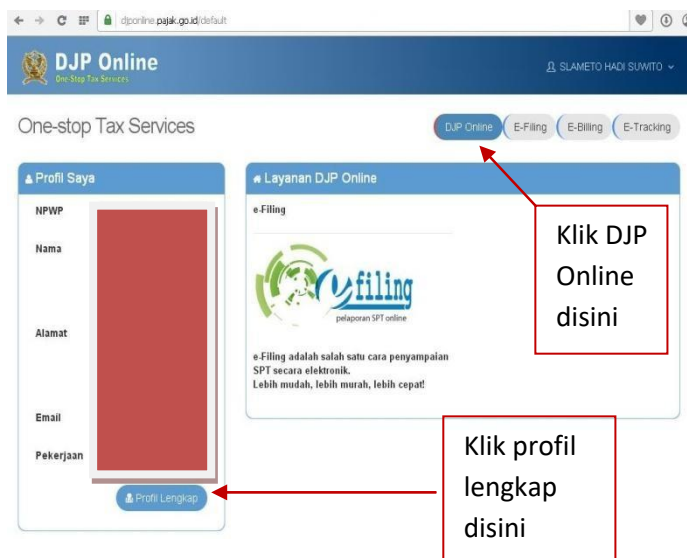 djponline.pajak.go.id/default
DJP Online
One-Stop Tax Services
SLAMETO HADI SUWITO
One-stop Tax Services
DJP Online
E-Filing
E-Billing
E-Tracking
Profil Saya
NPWP
Nama
Alamat
Email
Pekerjaan
Profil Lengkap
Layanan DJP Online
e-Filing
e filing
pelaporan SPT online
e-Filing adalah salah satu cara penyampaian
SPT secara elektronik.
Lebih mudah, lebih murah, lebih cepat!
Klik DJP
Online
disini
Klik profil
lengkap
disini